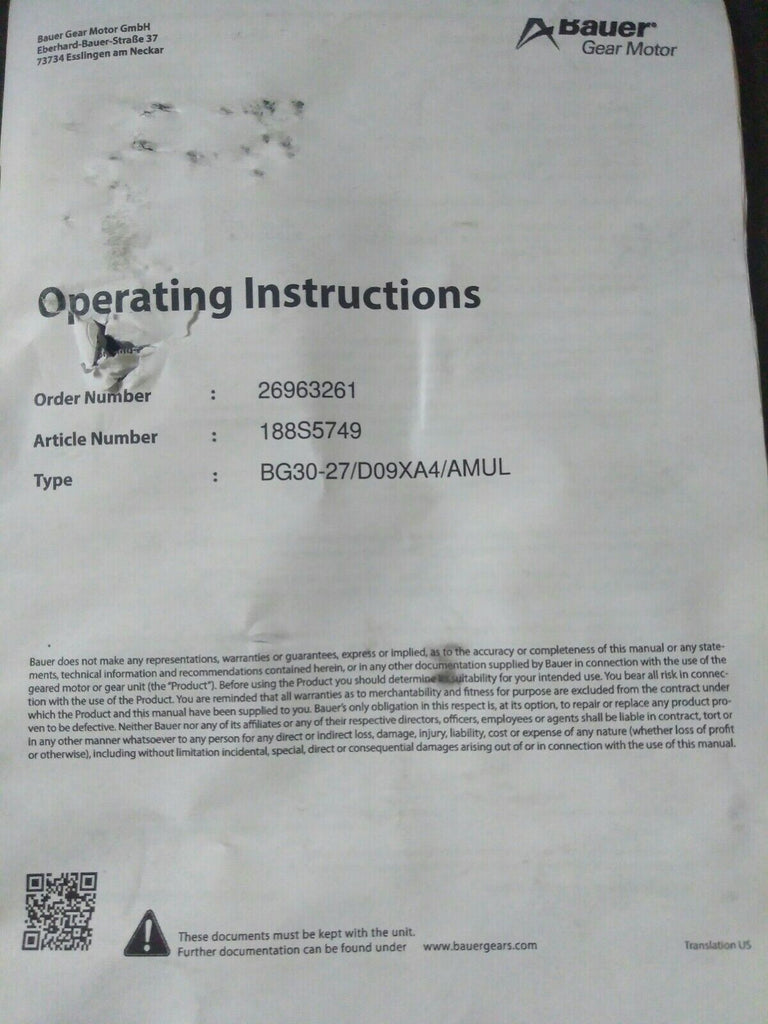 Bauer Gear Motor GmbH
Eberhard-Bauer-Straße 37
73734 Esslingen am Neckar
Bauer
Gear Motor
Operating Instructions
Order Number : 26963261
Article Number : 188S5749
Type : BG30-27/D09XA4/AMUL
Bauer does not make any representations, warranties or guarantees, express or implied, as to the accuracy or completeness of this manual or any state-
ments, technical information and recommendations contained herein, or in any other documentation supplied by Bauer in connection with the use of the
geared motor or gear unit (the "Product"). Before using the Product you should determine suitability for your intended use. You bear all risk in connec-
tion with the use of the Product. You are reminded that all warranties as to merchantability and fitness for purpose are excluded from the contract under
which the Product and this manual have been supplied to you. Bauer's only obligation in this respect is, at its option, to repair or replace any product pro-
ven to be defective. Neither Bauer nor any of its affiliates or any of their respective directors, officers, employees or agents shall be liable in contract, tort or
in any other manner whatsoever to any person for any direct or indirect loss, damage, injury, liability, cost or expense of any nature (whether loss of profit
or otherwise), including without limitation incidental, special, direct or consequential damages arising out of or in connection with the use of this manual.
These documents must be kept with the unit.
Further documentation can be found under www.bauergears.com
Translation US